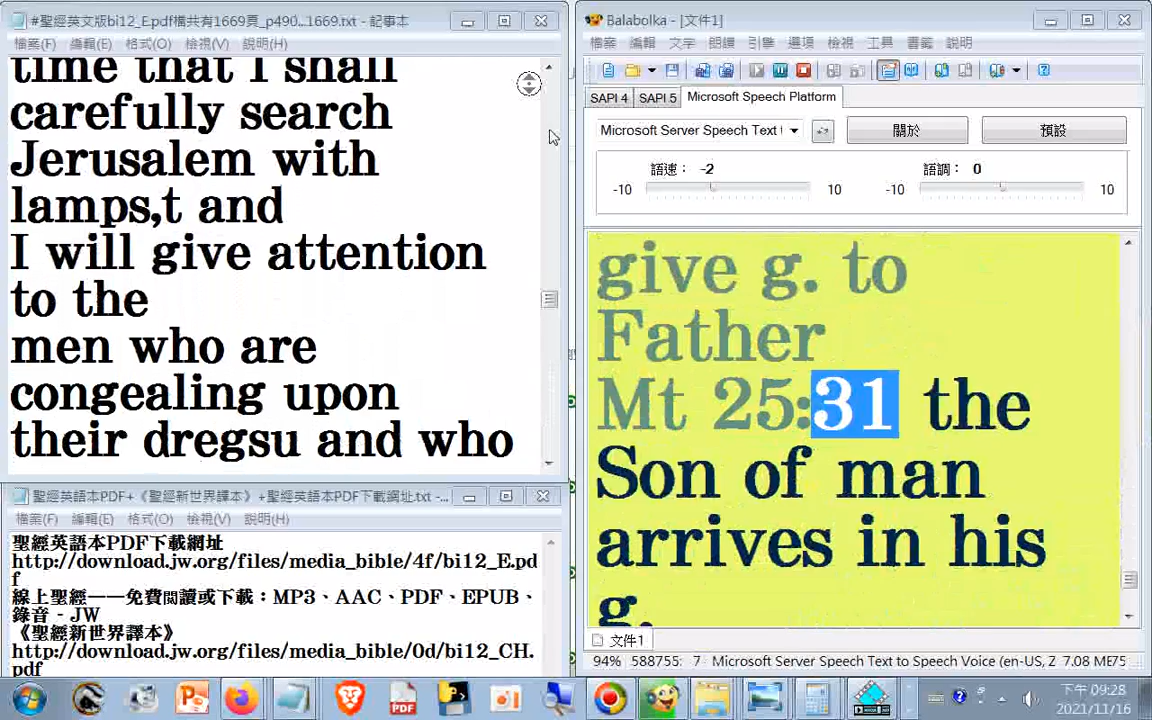 #聖經英文版bi12_E.pdf檔共有1669頁_p490...1669.txt - 記事本
檔案(F) 編輯(E) 格式(O) 檢視(V) 說明(H)
time that I shall
carefully search
Jerusalem with
lamps,t and
I will give attention
to the
men who are
congealing upon
their dregsu and who
聖經英語本PDF+《聖經新世界譯本》+聖經英語本PDF下載網址.txt -...
檔案(F) 編輯(E) 格式(O) 檢視(V) 說明(H)
聖經英語本PDF下載網址
http://download.jw.org/files/media_bible/4f/bi12_E.pd
f
線上聖經——免費閱讀或下載：MP3、AAC、PDF、EPUB、
錄音 - JW
《聖經新世界譯本》
http://download.jw.org/files/media_bible/0d/bi12_CH.
pdf
Balabolka - [文件1]
檔案 編輯 文字 朗讀 引擎 選項 檢視 工具 書籤 說明
SAPI 4 SAPI 5 Microsoft Speech Platform
Microsoft Server Speech Text 關於 預設
語速： -2 語調： 0
-10 10 -10 10
give g. to
Father
Mt 25:31 the
Son of man
arrives in his
g.
文件1
94% 588755: 7 - Microsoft Server Speech Text to Speech Voice (en-US, Z 7.08 ME75
下午 09:28
2021/11/16